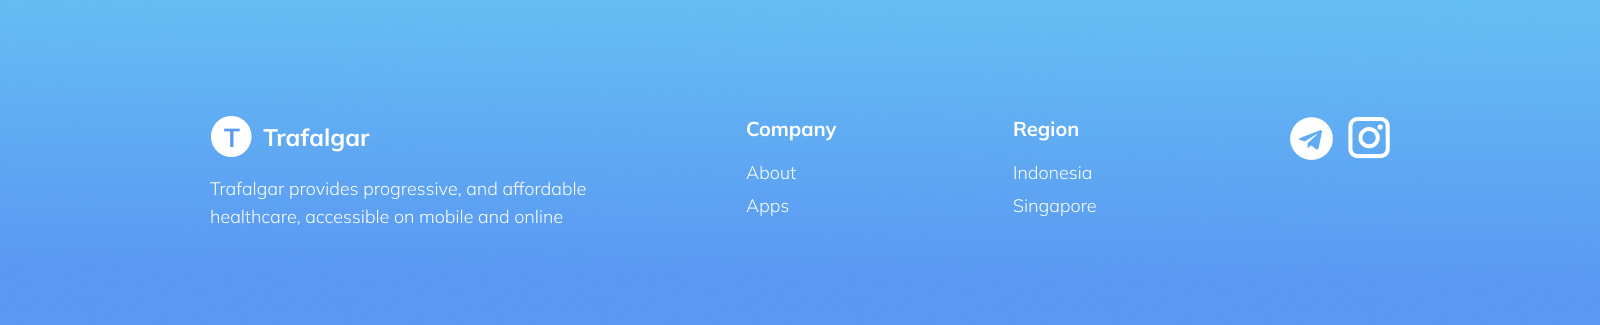 T Trafalgar
Trafalgar provides progressive, and affordable
healthcare, accessible on mobile and online
Company
About
Apps
Region
Indonesia
Singapore